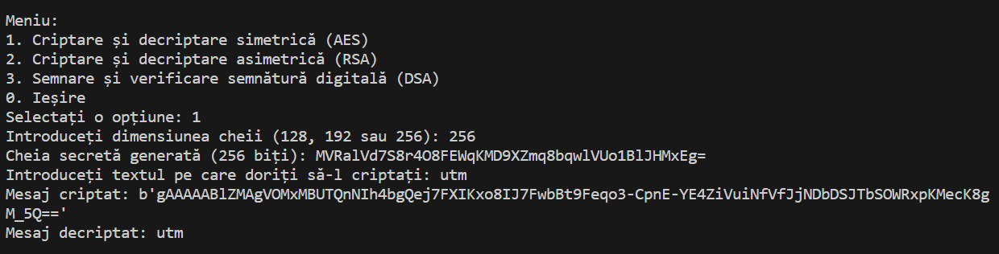 Meniu:
1. Criptare și decriptare simetrică (AES)
2. Criptare și decriptare asimetrică (RSA)
3. Semnare și verificare semnătură digitală (DSA)
0. Ieșire
Selectați o opțiune: 1
Introduceți dimensiunea cheii (128, 192 sau 256): 256
Cheia secretă generată (256 biți): MVRalVd7S8r4O8FEWqKMD9XZmq8bqwlVUo1BlJHMxEg=
Introduceți textul pe care doriți să-l criptați: utm
Mesaj criptat: b'gAAAAABlZMAgVOMxMBUTQnNIh4bgQej7FXIKxo8IJ7FwbBt9Feqo3-CpnE-YE4ZiVuiNfVfJjNDbDSJTbSOWRxpKMecK8g
M_5Q=='
Mesaj decriptat: utm